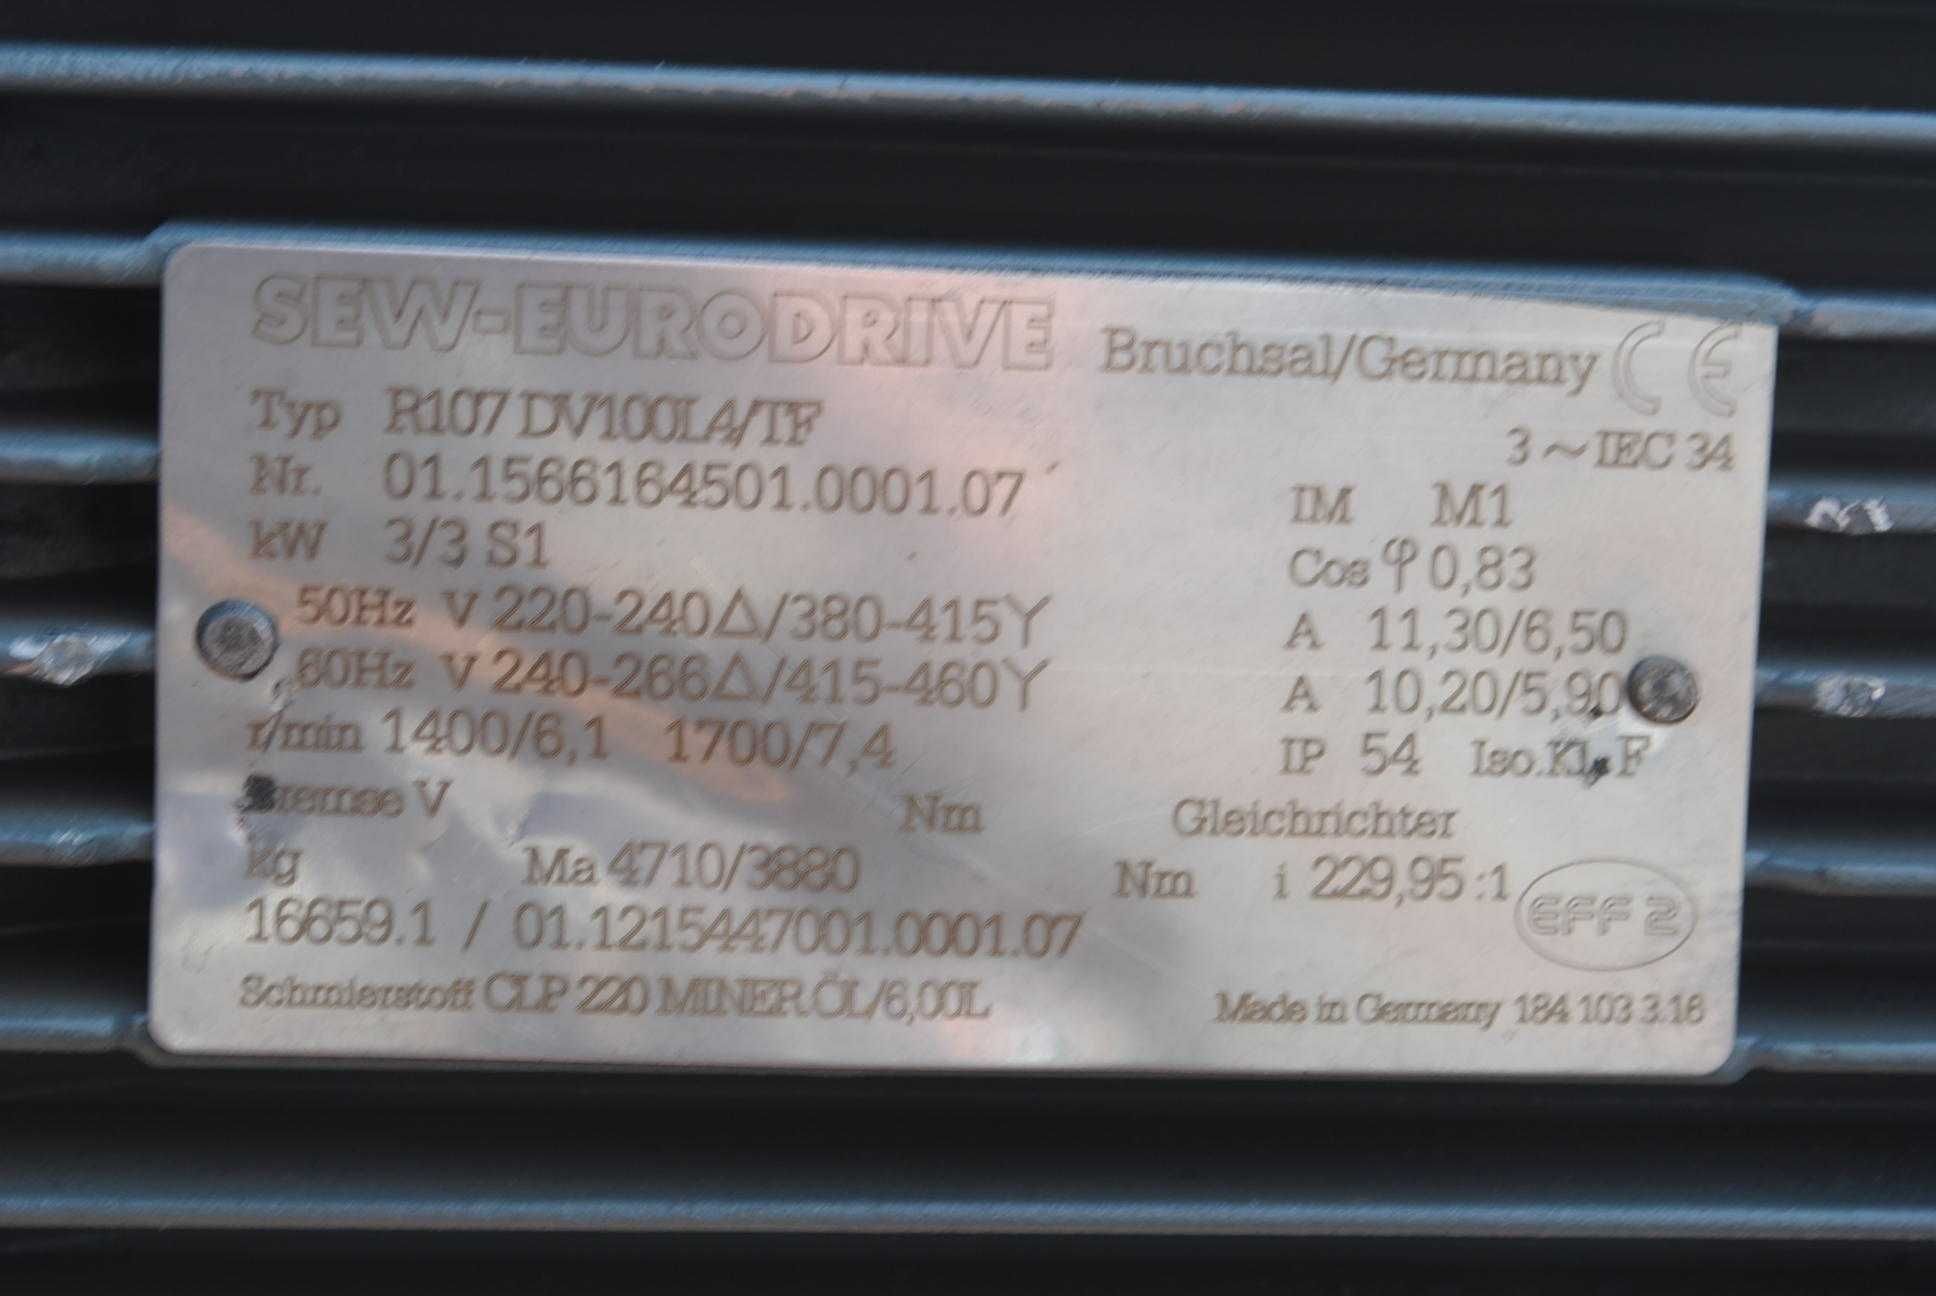 SEW-EURODRIVE Bruchsal/Germany CE
Typ R107 DV100L4/TF 3 ~ IEC 34
Nr. 01.1566164501.0001.07 IM M1
kW 3/3 S1 Cos φ 0,83
50Hz V 220-240Δ/380-415Y A 11,30/6,50
60Hz V 240-266Δ/415-460Y A 10,20/5,90
r/min 1400/6,1 1700/7,4 IP 54 Iso.Kl. F
Bremse V Nm Gleichrichter
kg Ma 4710/3880 Nm i 229,95 :1
16659.1 / 01.1215447001.0001.07 EFF 2
Schmierstoff CLP 220 MINER.ÖL/6,00L Made in Germany 184 103 3.16